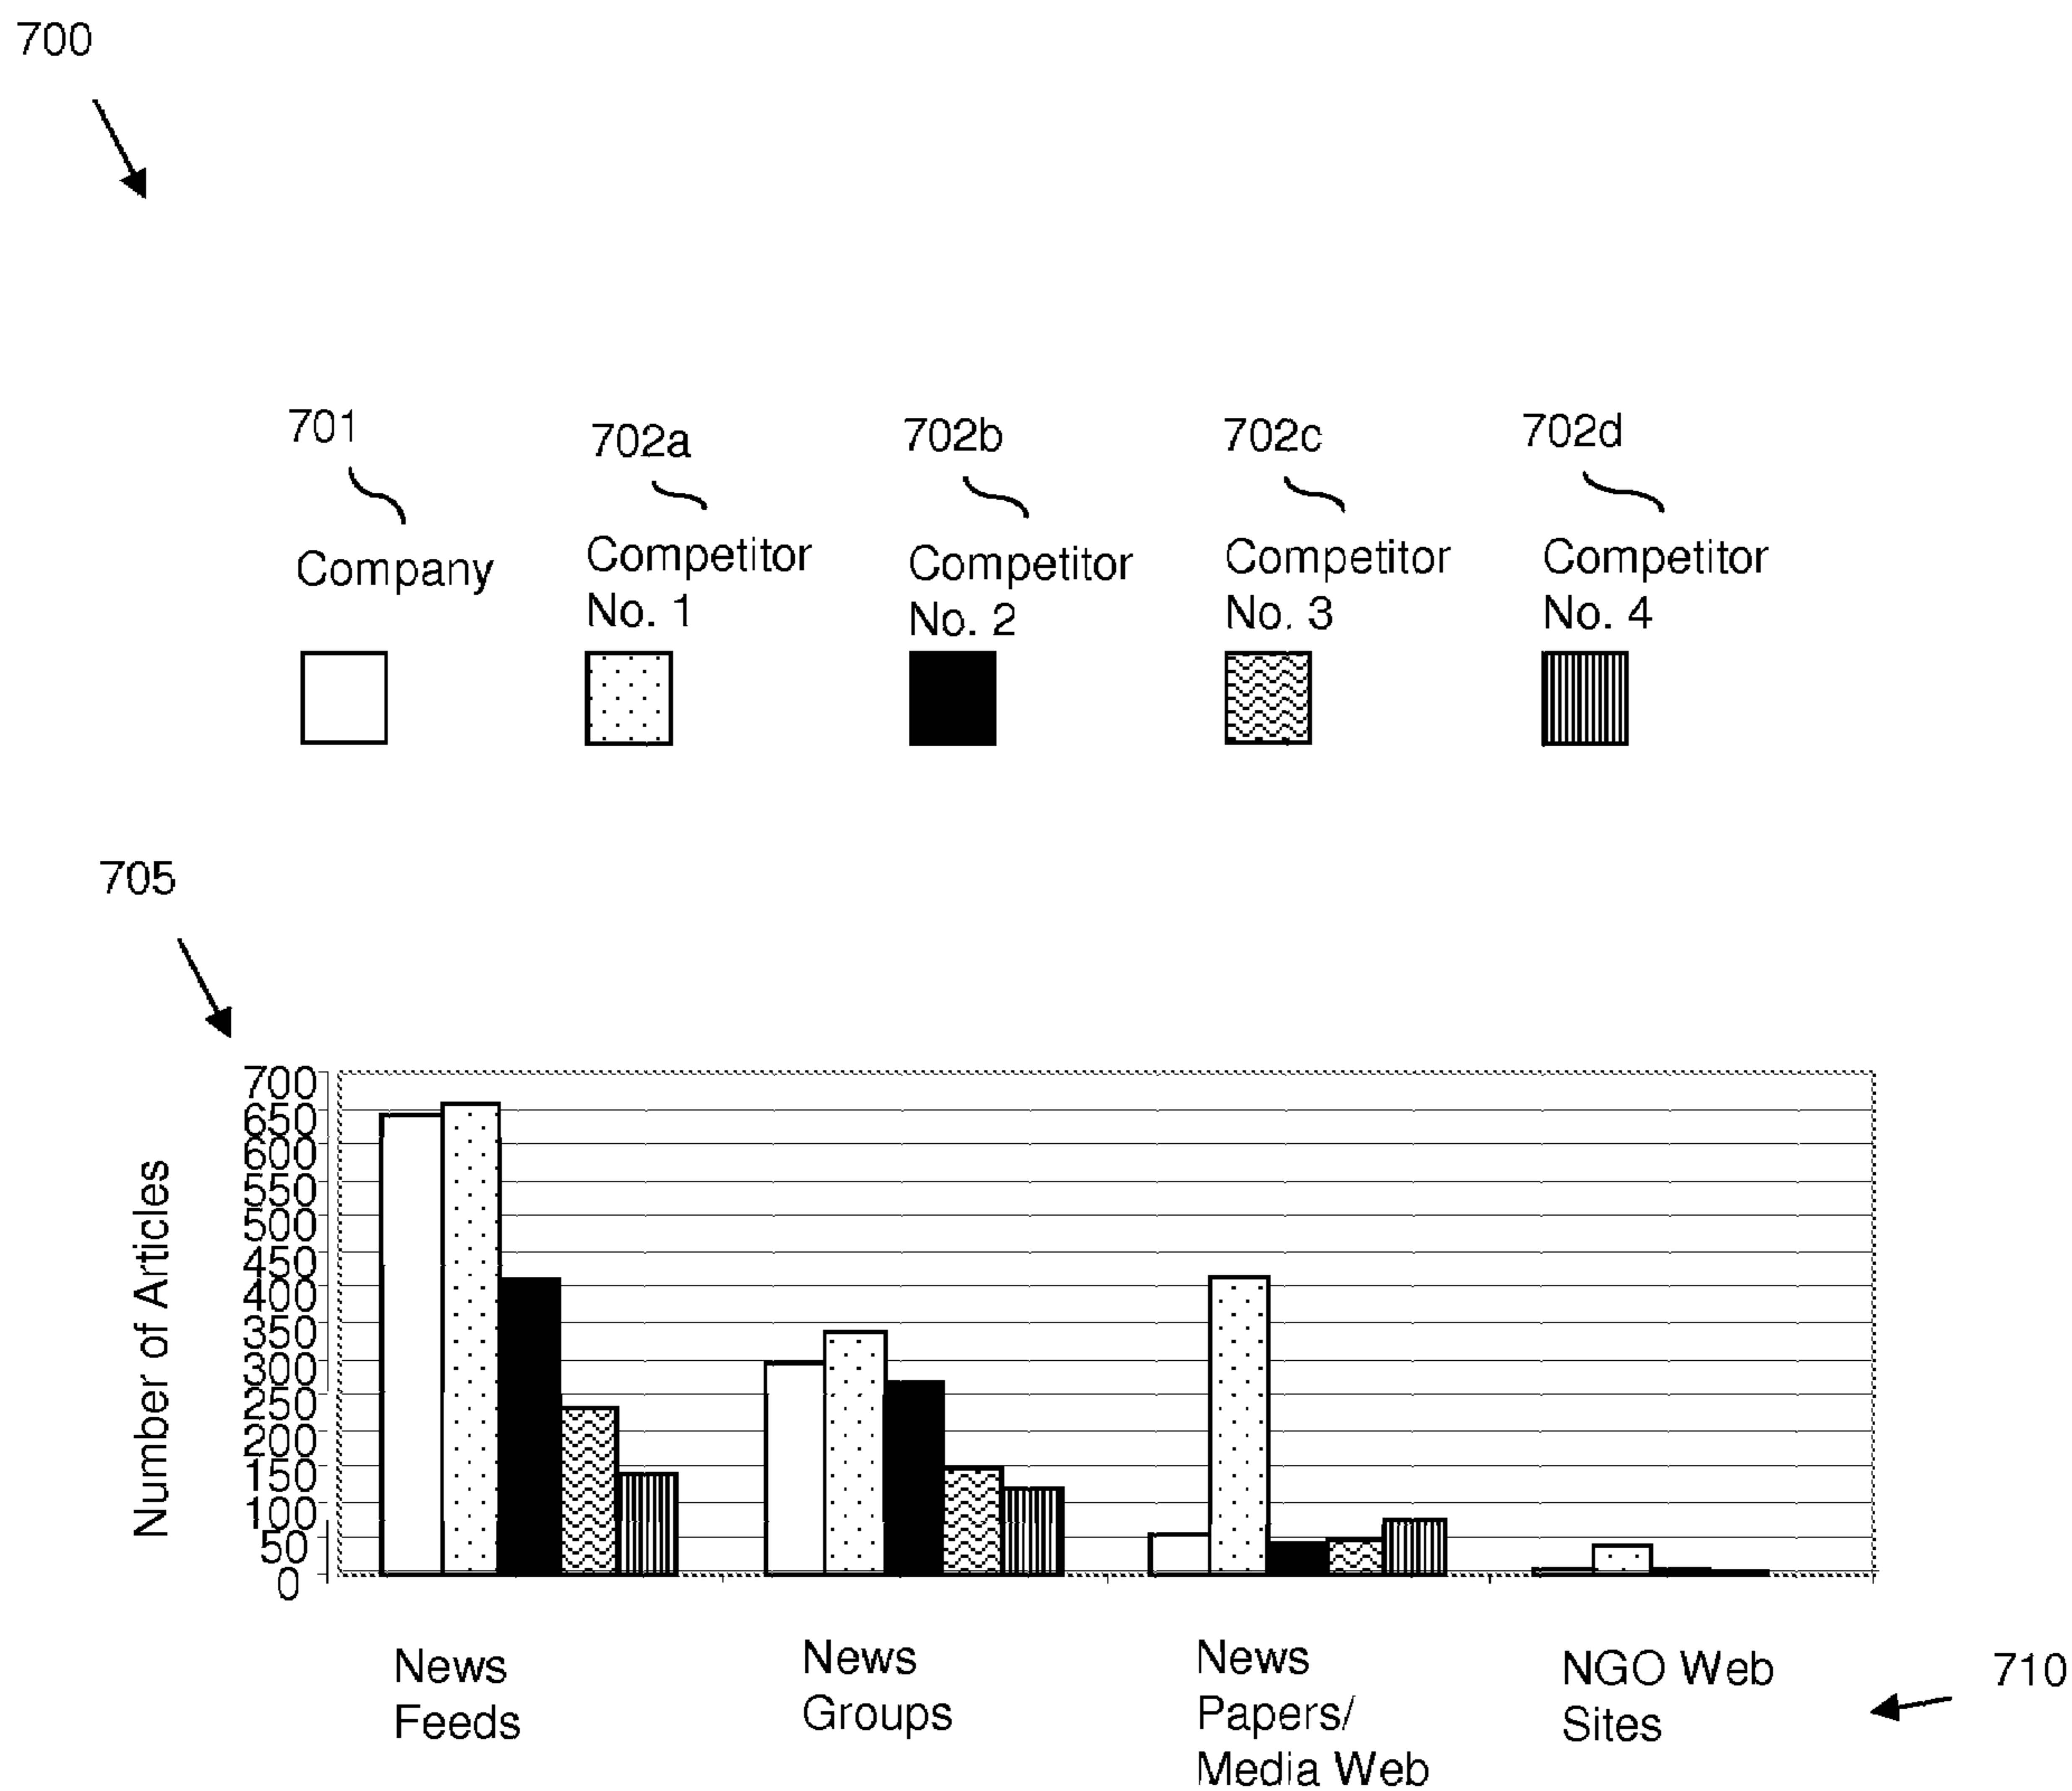 700
701
702a
702b
702c
702d
Company
Competitor
No. 1
Competitor
No. 2
Competitor
No. 3
Competitor
No. 4
705
Number of Articles
700
650
600
550
500
450
400
350
300
250
200
150
100
50
0
News
Feeds
News
Groups
News
Papers/
Media Web
NGO Web
Sites
710